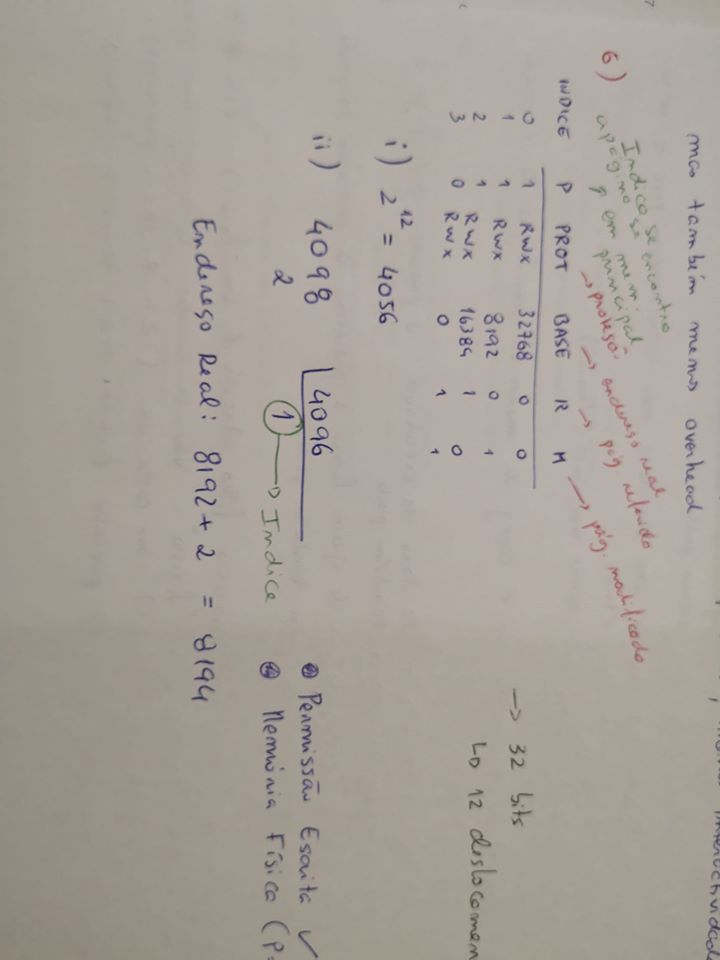 mas também menos overhead
interactividade
6)
Indica se
a página se encontra
em mem.
principal
→ proteção
→ endereço real
→ pág referida
→ pág. modificada
INDICE P PROT BASE R M
0 1 RWX 32768 0 0
1 1 RWX 8192 0 1
2 1 RWX 16384 1 0
3 0 RWX 0 1 1
→ 32 bits
↳ 12 deslocamen
i) 2^12 = 4056
ii) 4098 4096
2 1 → Indice
• Permissão Escrita ✓
• Memória Física (P=
Endereço Real: 8192 + 2 = 8194